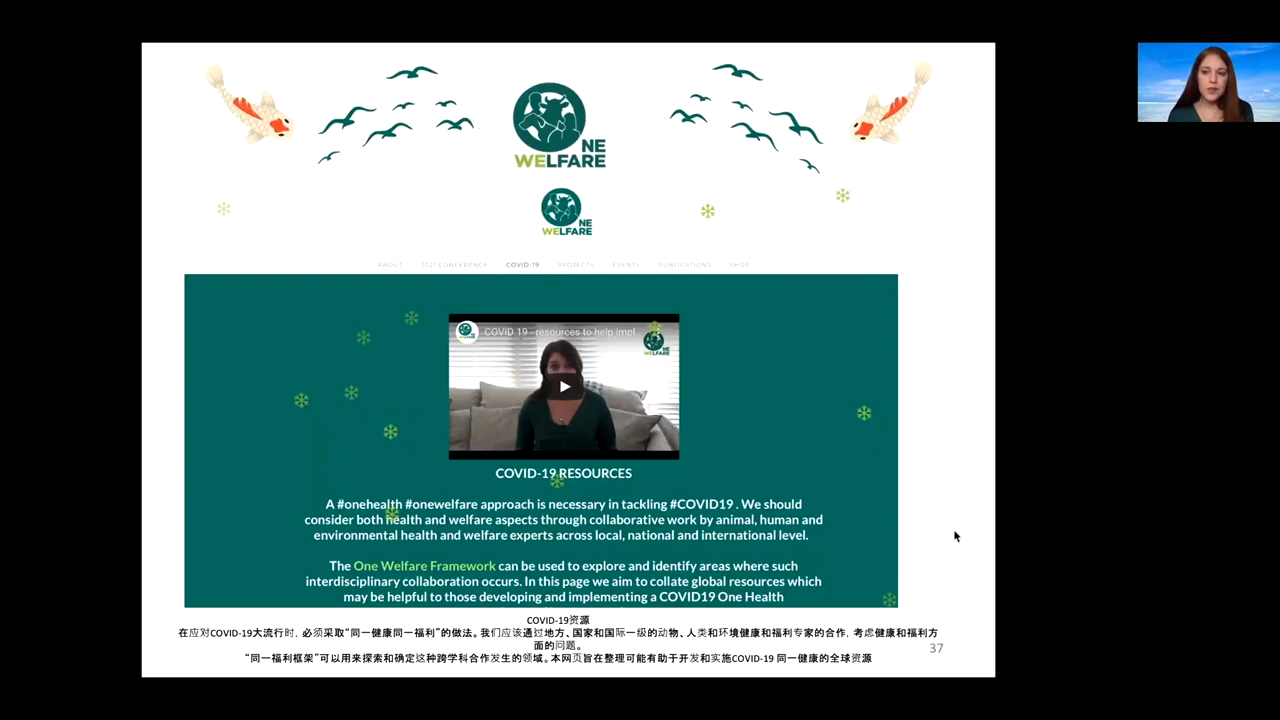 ONE
WELFARE
ONE
WELFARE
ABOUT 2021 CONFERENCE COVID-19 PROJECTS EVENTS PUBLICATIONS SHOP
COVID 19 - resources to help impl
ONE
WELFARE
COVID-19 RESOURCES
A #onehealth #onewelfare approach is necessary in tackling #COVID19 . We should
consider both health and welfare aspects through collaborative work by animal, human and
environmental health and welfare experts across local, national and international level.
The One Welfare Framework can be used to explore and identify areas where such
interdisciplinary collaboration occurs. In this page we aim to collate global resources which
may be helpful to those developing and implementing a COVID19 One Health
COVID-19资源
在应对COVID-19大流行时，必须采取“同一健康同一福利”的做法。我们应该通过地方、国家和国际一级的动物、人类和环境健康和福利专家的合作，考虑健康和福利方
面的问题。
“同一福利框架”可以用来探索和确定这种跨学科合作发生的领域。本网页旨在整理可能有助于开发和实施COVID-19 同一健康的全球资源
37